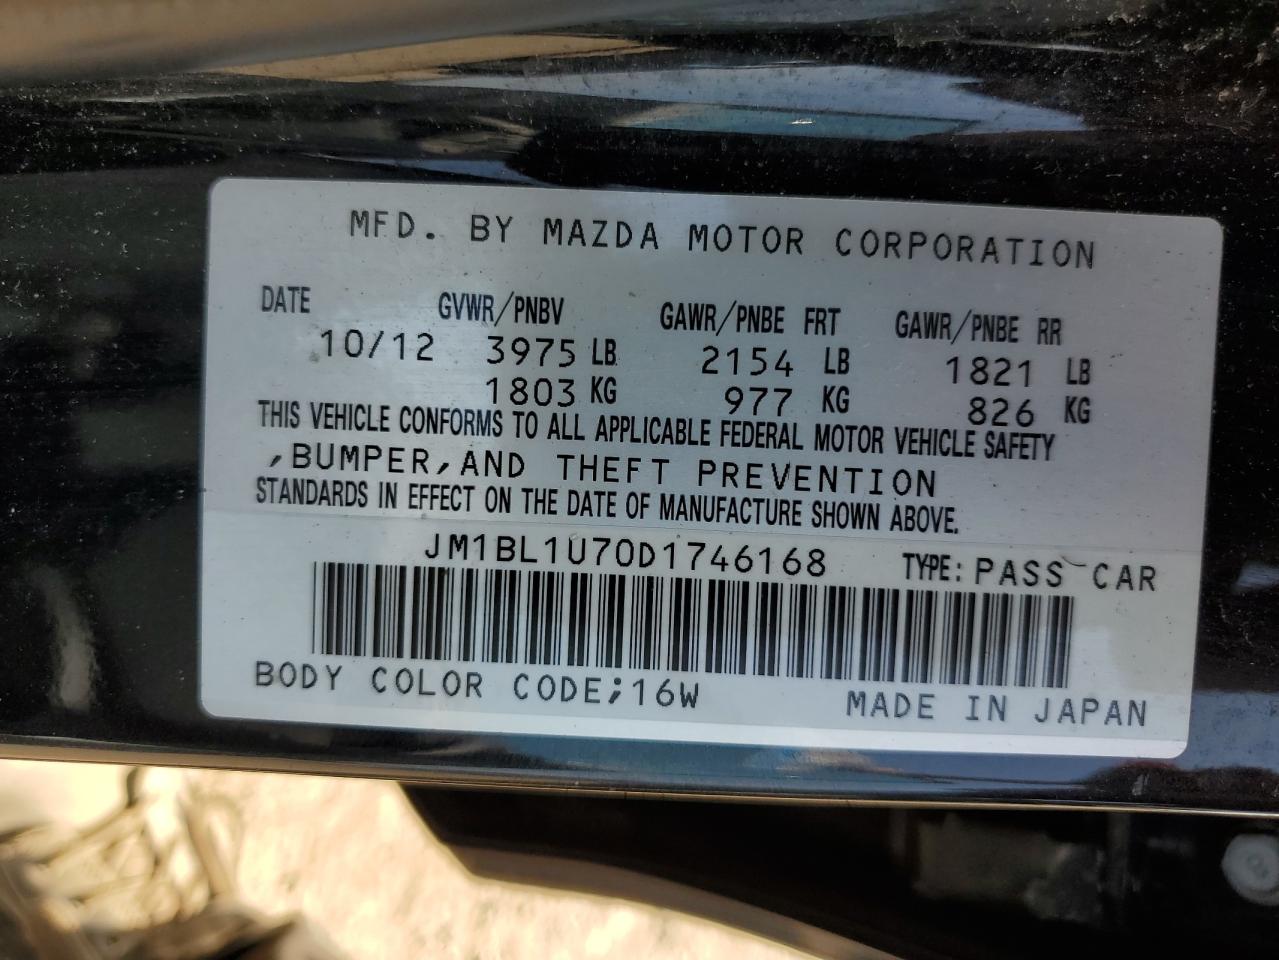 MFD. BY MAZDA MOTOR CORPORATION
DATE GVWR/PNBV GAWR/PNBE FRT GAWR/PNBE RR
10/12 3975 LB 2154 LB 1821 LB
1803 KG 977 KG 826 KG
THIS VEHICLE CONFORMS TO ALL APPLICABLE FEDERAL MOTOR VEHICLE SAFETY
,BUMPER,AND THEFT PREVENTION
STANDARDS IN EFFECT ON THE DATE OF MANUFACTURE SHOWN ABOVE.
JM1BL1U70D1746168 TYPE: PASS CAR
BODY COLOR CODE;16W MADE IN JAPAN